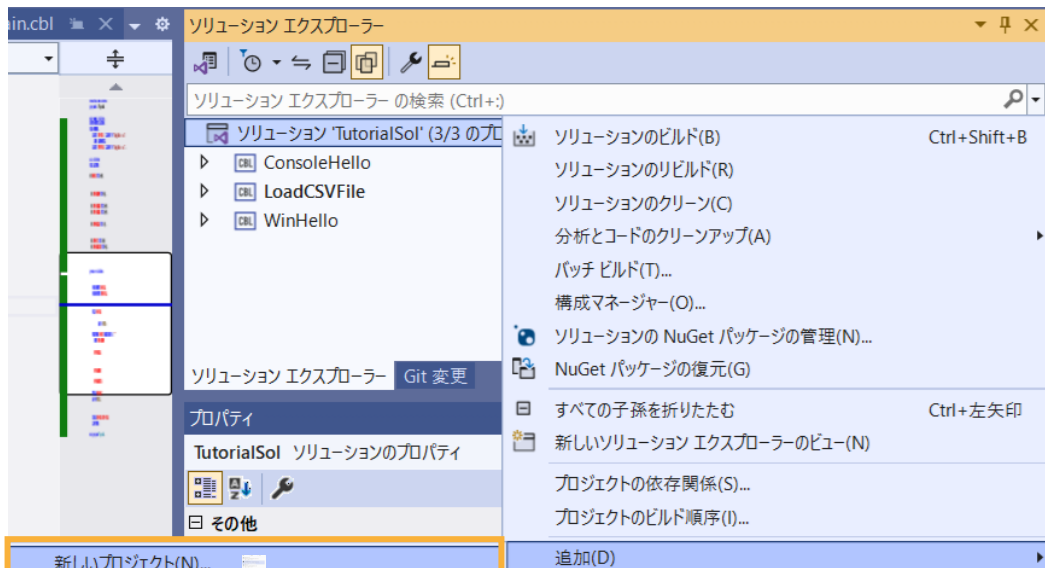 ain.cbl
ソリューション エクスプローラー
ソリューション エクスプローラー の検索 (Ctrl+:)
ソリューション 'TutorialSol' (3/3 のプロ
ConsoleHello
LoadCSVFile
WinHello
ソリューション エクスプローラー Git 変更
プロパティ
TutorialSol ソリューションのプロパティ
その他
ソリューションのビルド(B) Ctrl+Shift+B
ソリューションのリビルド(R)
ソリューションのクリーン(C)
分析とコードのクリーンアップ(A)
バッチ ビルド(T)...
構成マネージャー(O)...
ソリューションの NuGet パッケージの管理(N)...
NuGet パッケージの復元(G)
すべての子孫を折りたたむ Ctrl+左矢印
新しいソリューション エクスプローラーのビュー(N)
プロジェクトの依存関係(S)...
プロジェクトのビルド順序(I)...
追加(D)
新しいプロジェクト(N)...